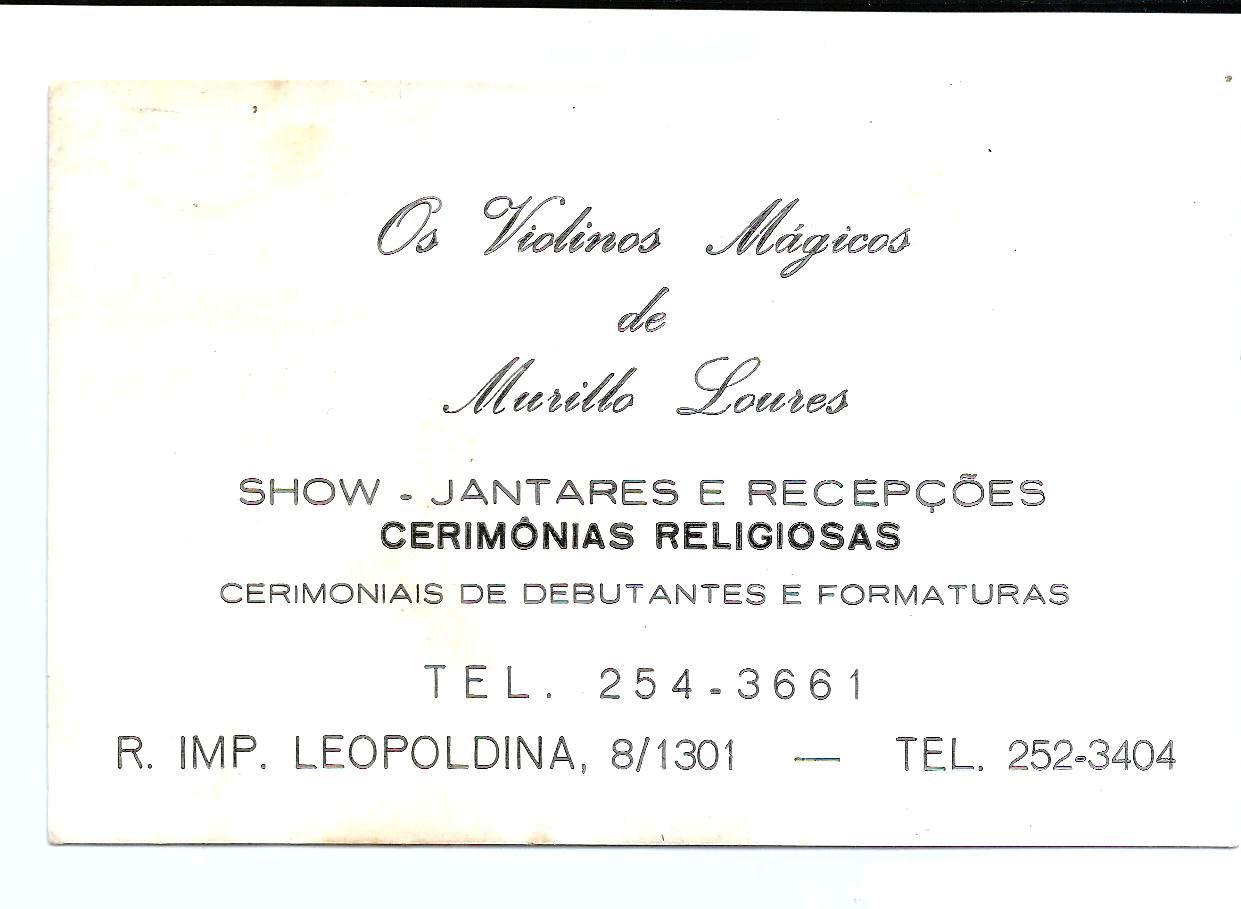 Os Violinos Mágicos
de
Murillo Loures
SHOW - JANTARES E RECEPÇÕES
CERIMÔNIAS RELIGIOSAS
CERIMONIAIS DE DEBUTANTES E FORMATURAS
TEL. 254-3661
R. IMP. LEOPOLDINA, 8/1301 — TEL. 252-3404